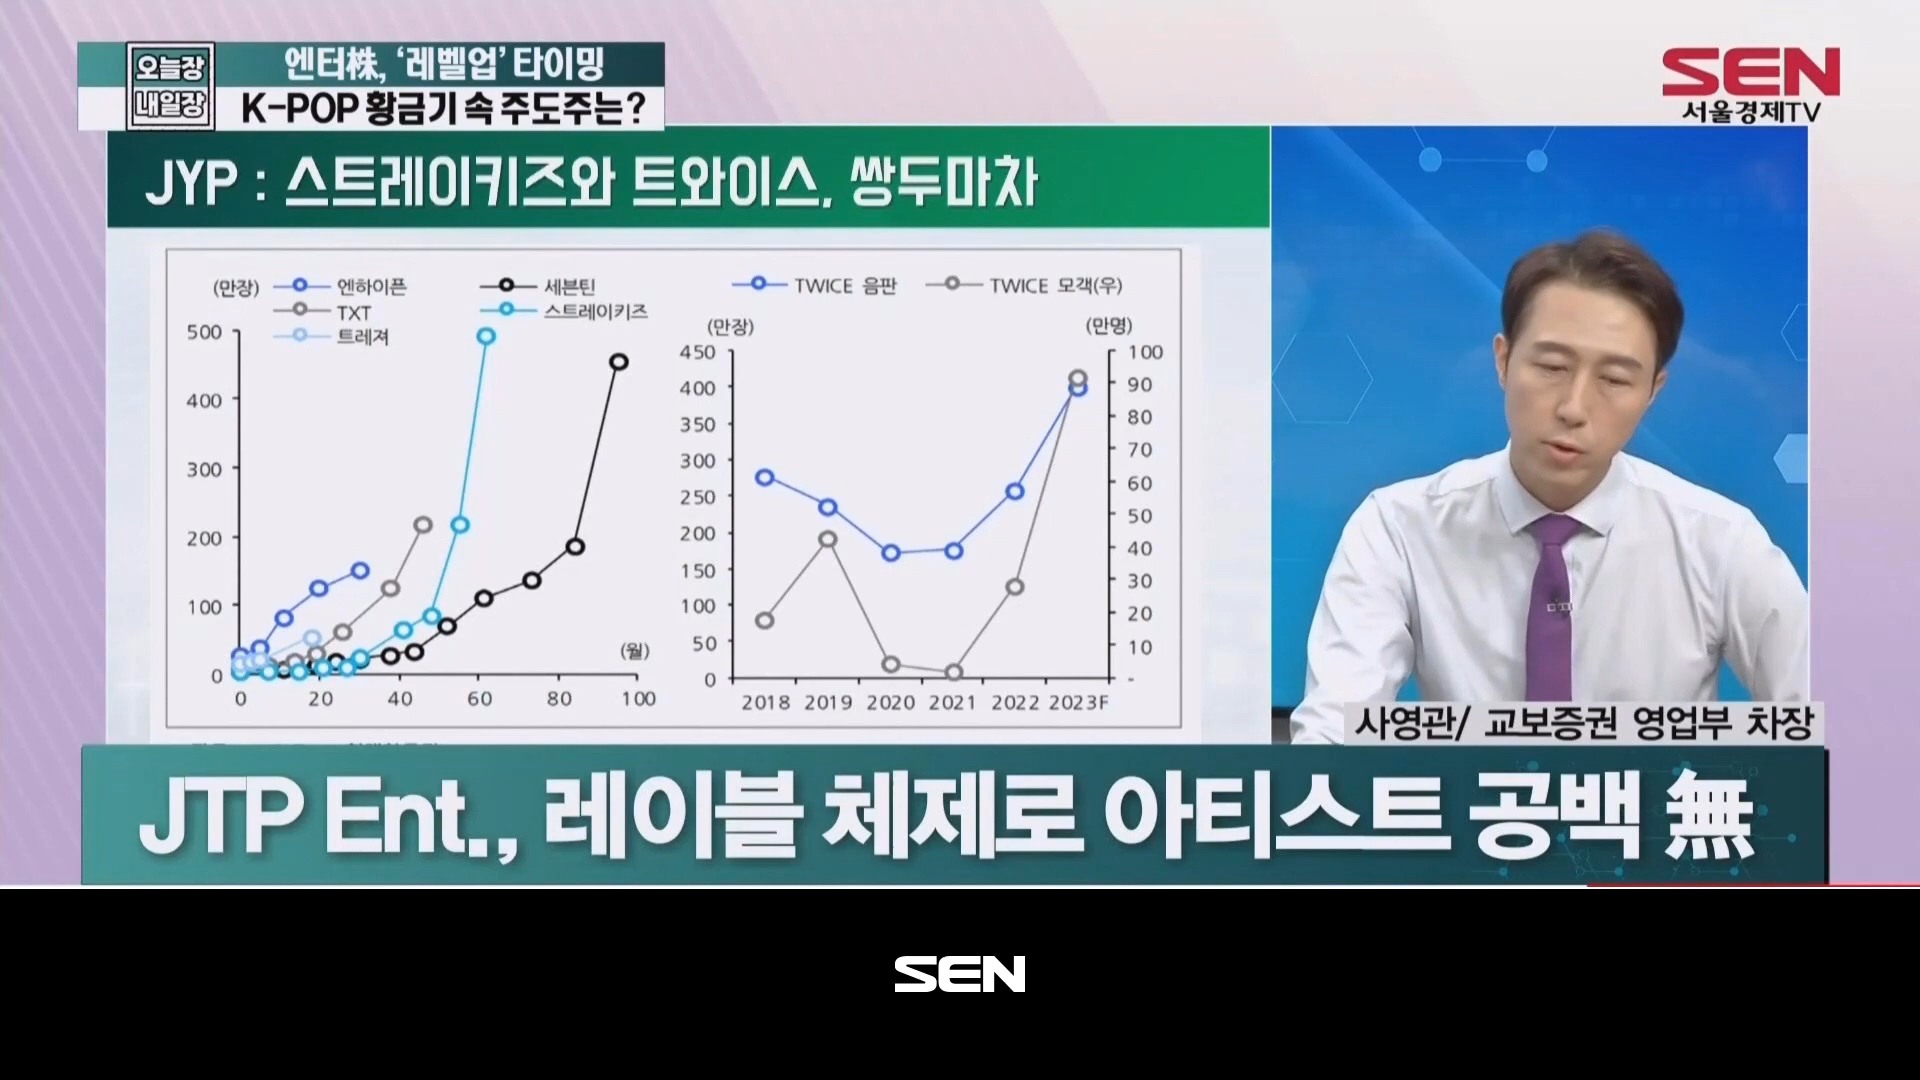 오늘장
내일장
엔터株, ‘레벨업’ 타이밍
K-POP 황금기 속 주도주는?
SEN
서울경제TV
JYP : 스트레이키즈와 트와이스, 쌍두마차
(만장)
엔하이픈
세븐틴
TXT
스트레이키즈
트레져
500
400
300
200
100
0
0 20 40 60 80 100
(월)
TWICE 음판
TWICE 모객(우)
(만장)
(만명)
450
400
350
300
250
200
150
100
50
0
100
90
80
70
60
50
40
30
20
10
-
2018 2019 2020 2021 2022 2023F
사영관/ 교보증권 영업부 차장
JTP Ent., 레이블 체제로 아티스트 공백 無
SEN